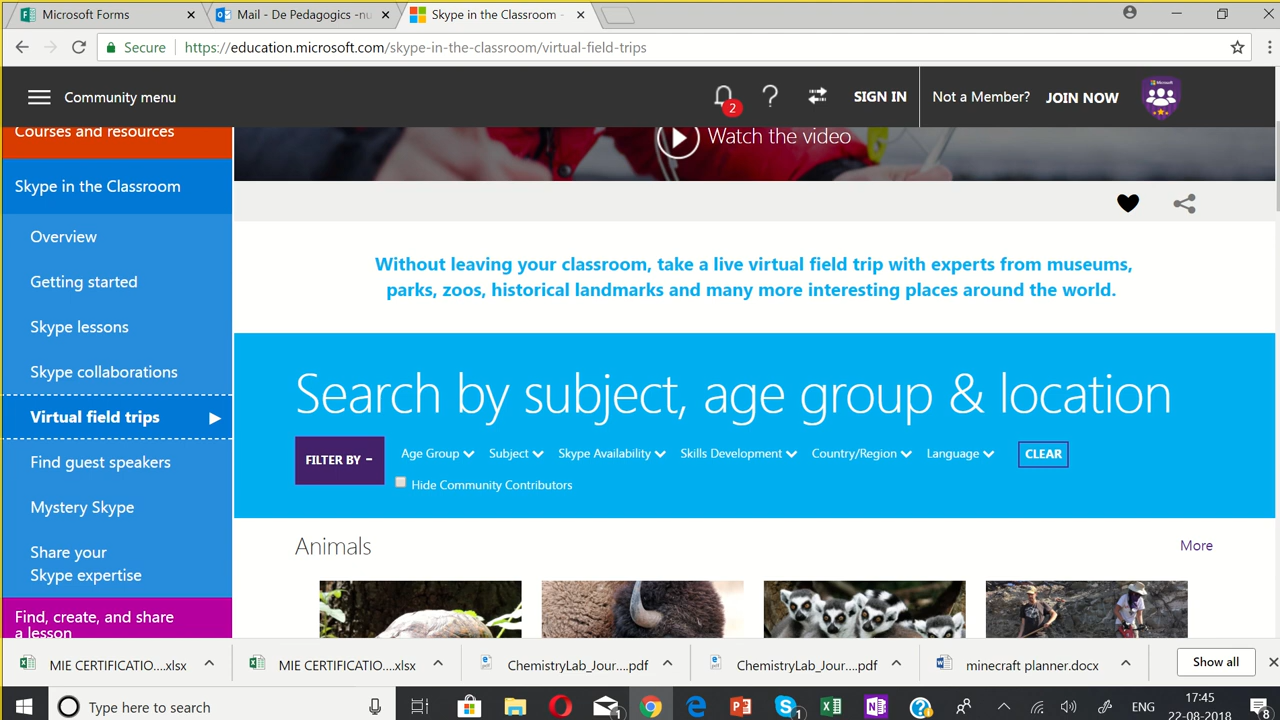 Microsoft Forms
Mail - De Pedagogics -nu
Skype in the Classroom -
Secure
https://education.microsoft.com/skype-in-the-classroom/virtual-field-trips
Community menu
2
SIGN IN
Not a Member?
JOIN NOW
Microsoft
Courses and resources
Skype in the Classroom
Overview
Getting started
Skype lessons
Skype collaborations
Virtual field trips
Find guest speakers
Mystery Skype
Share your
Skype expertise
Find, create, and share
a lesson
Watch the video
Without leaving your classroom, take a live virtual field trip with experts from museums,
parks, zoos, historical landmarks and many more interesting places around the world.
Search by subject, age group & location
FILTER BY -
Age Group
Subject
Skype Availability
Skills Development
Country/Region
Language
CLEAR
Hide Community Contributors
Animals
More
MIE CERTIFICATIO....xlsx
MIE CERTIFICATIO....xlsx
ChemistryLab_Jour....pdf
ChemistryLab_Jour....pdf
minecraft planner.docx
Show all
Type here to search
1
1
ENG
17:45
22-08-2018
8